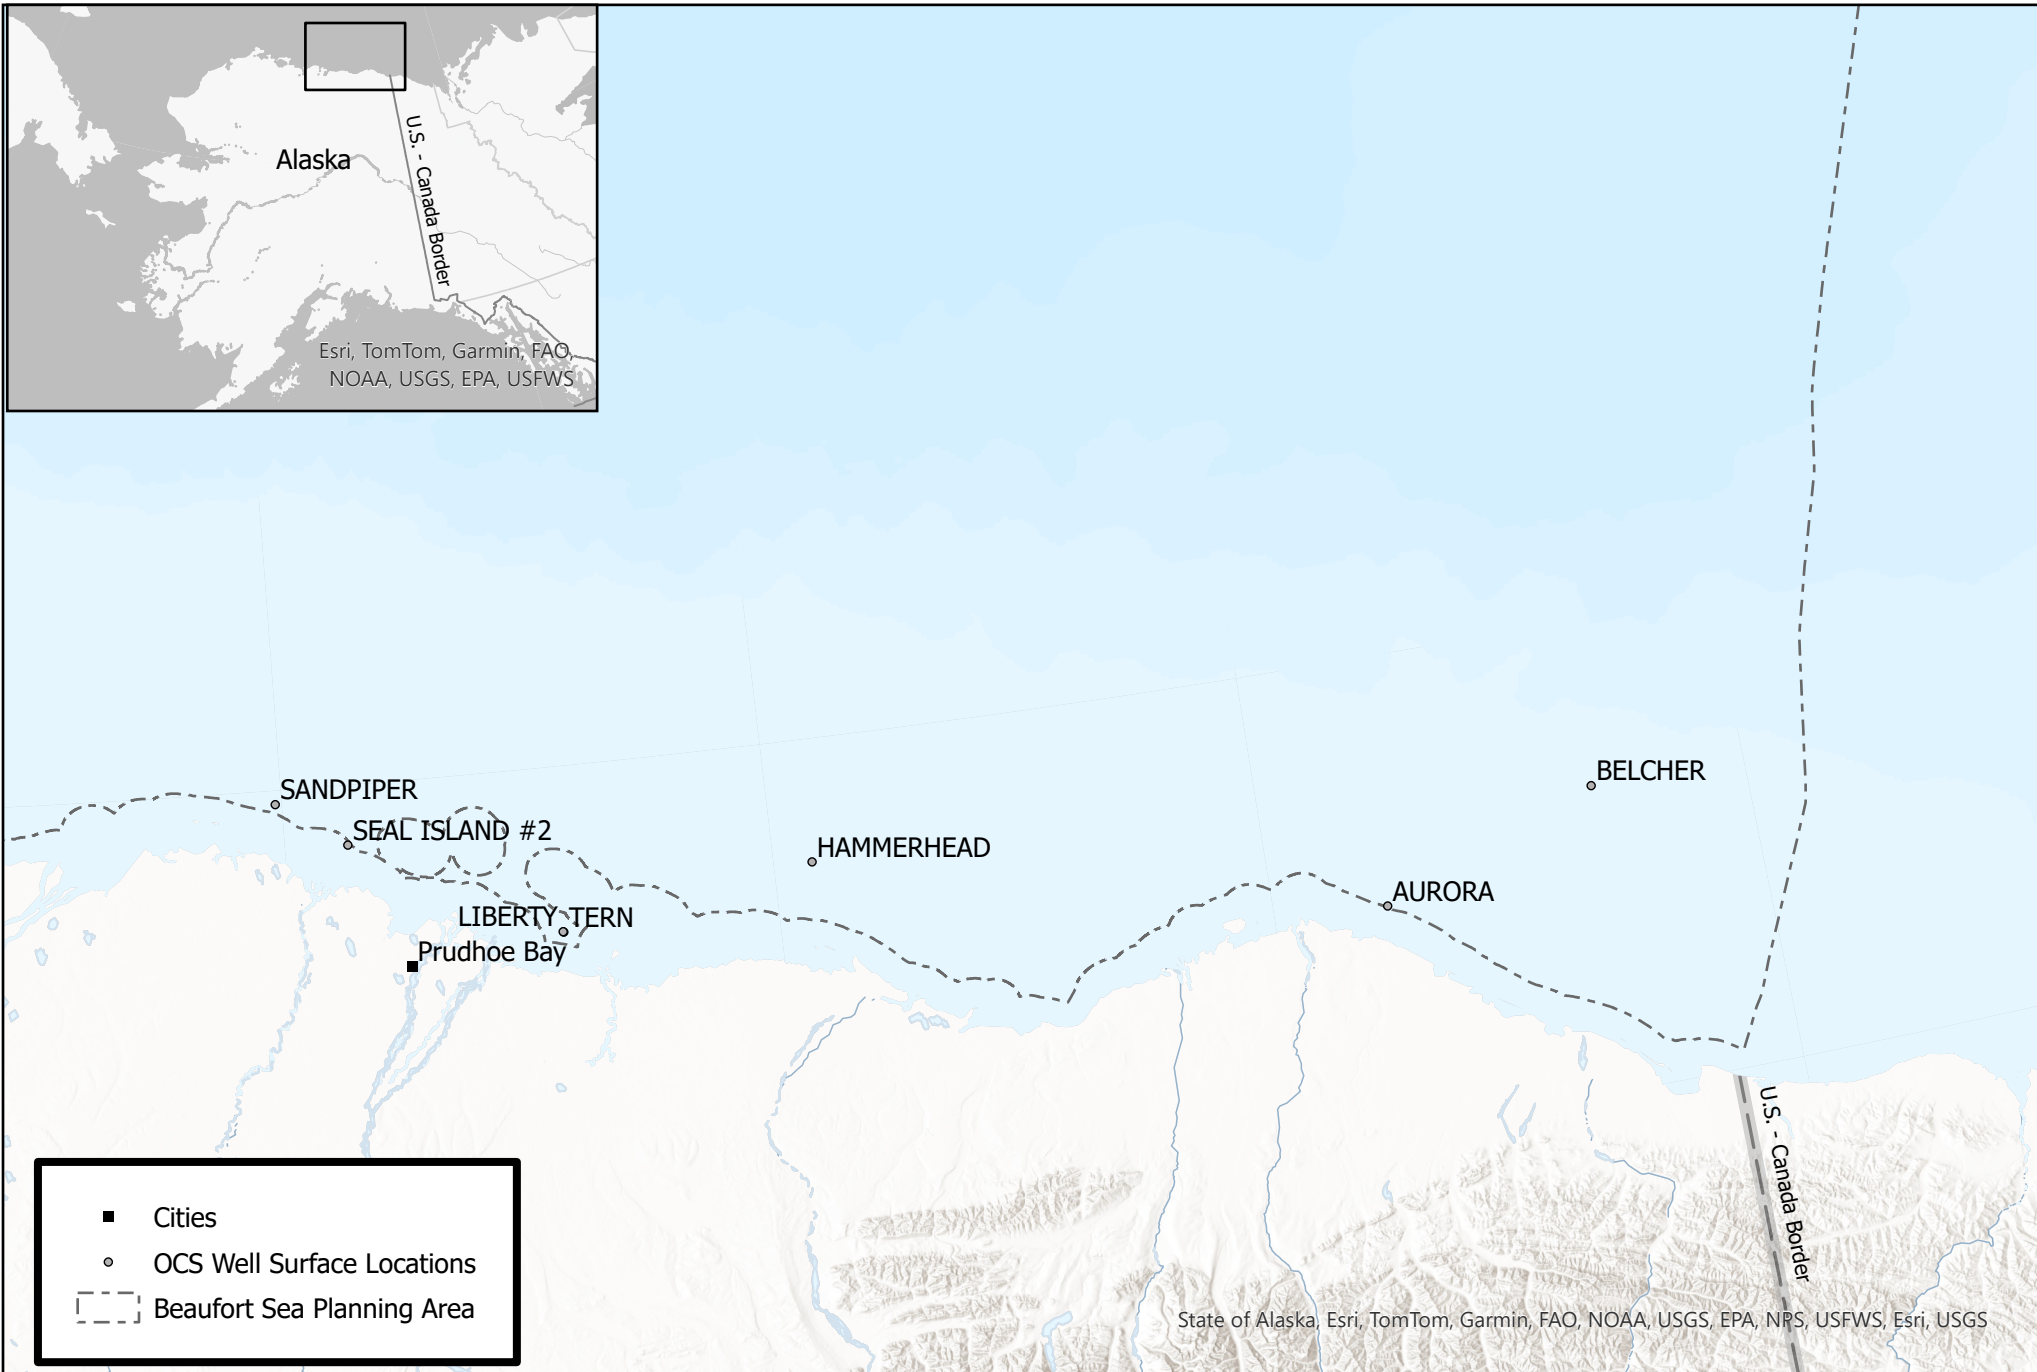 Alaska
U.S. - Canada Border
Esri, TomTom, Garmin, FAO,
NOAA, USGS, EPA, USFWS
BELCHER
SANDPIPER
SEAL ISLAND #2
HAMMERHEAD
AURORA
LIBERTY TERN
Prudhoe Bay
U.S. - Canada Border
Cities
OCS Well Surface Locations
Beaufort Sea Planning Area
State of Alaska, Esri, TomTom, Garmin, FAO, NOAA, USGS, EPA, NPS, USFWS, Esri, USGS